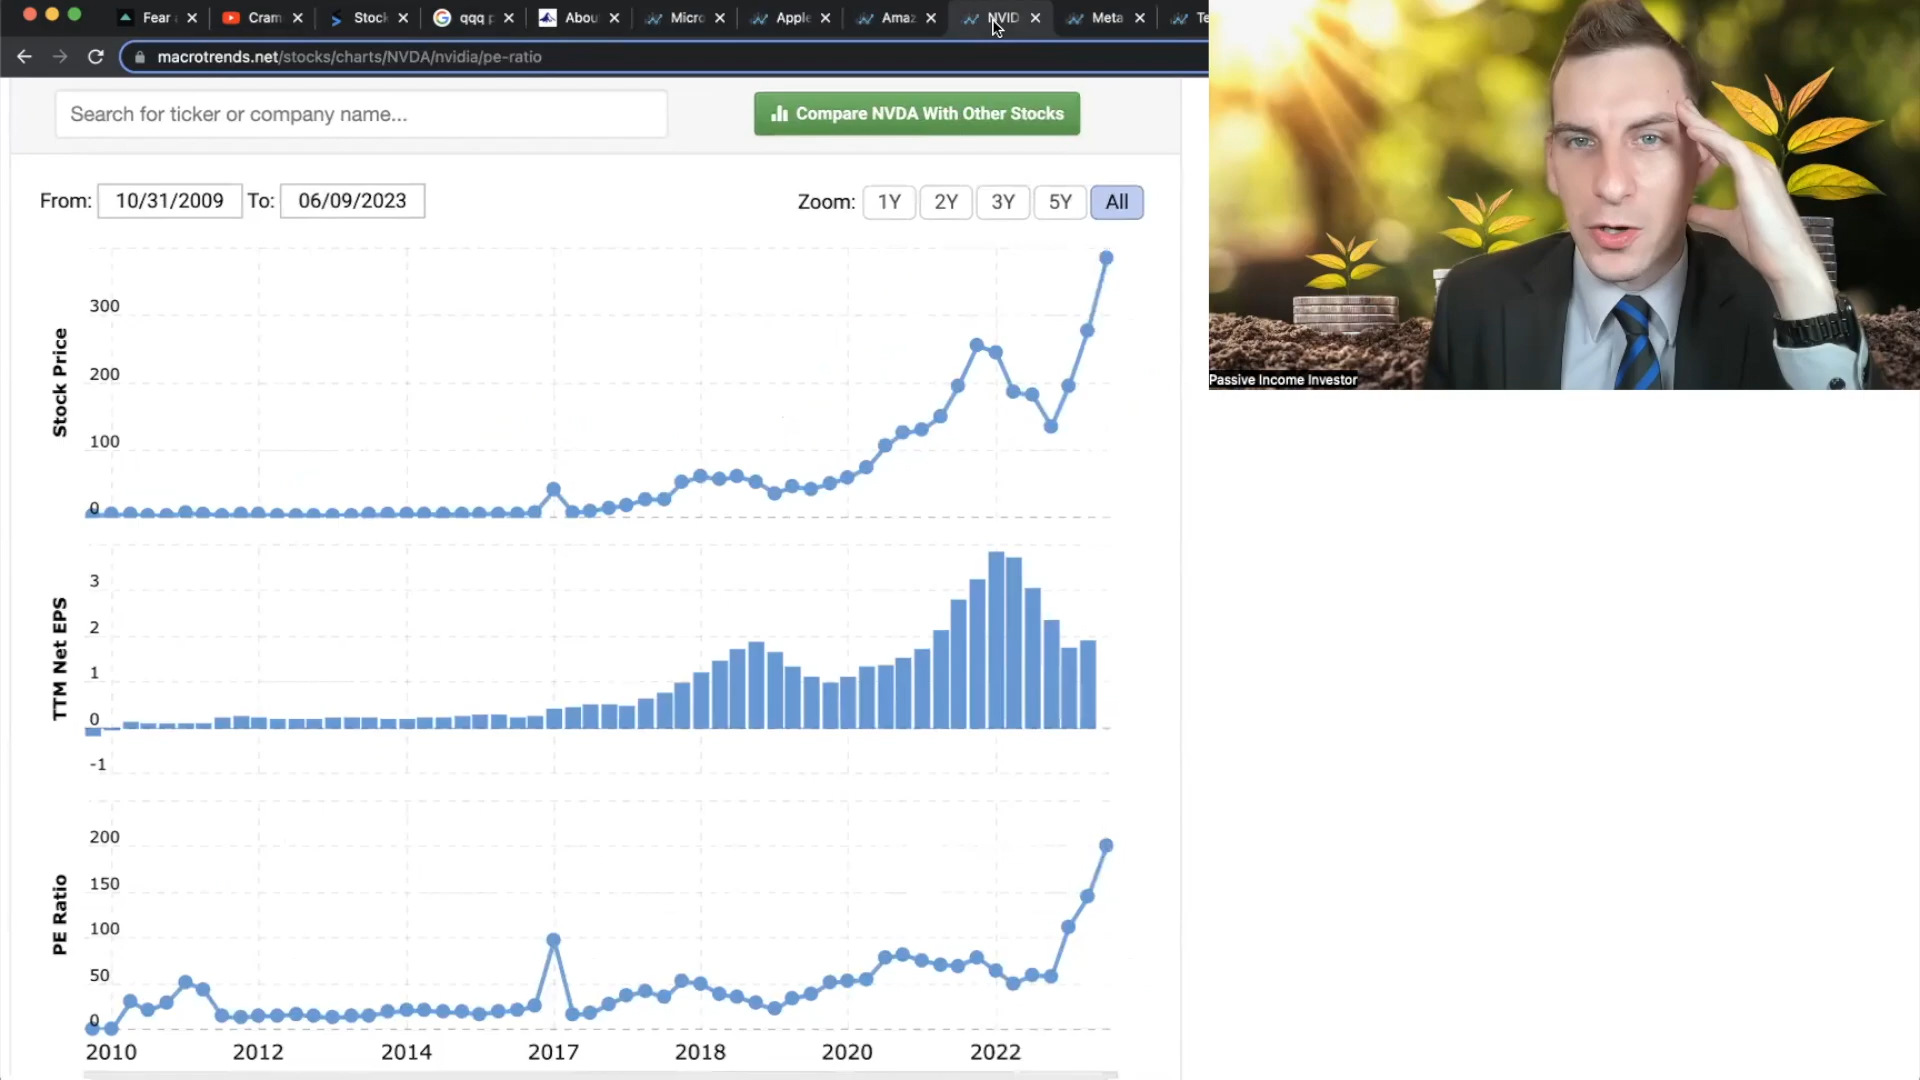 Fear
Cram
Stock
qqq p
Abou
Micro
Apple
Amaz
NVID
Meta
Te
macrotrends.net/stocks/charts/NVDA/nvidia/pe-ratio
Search for ticker or company name...
Compare NVDA With Other Stocks
From: 10/31/2009 To: 06/09/2023
Zoom: 1Y 2Y 3Y 5Y All
Stock Price
300
200
100
0
TTM Net EPS
3
2
1
0
-1
PE Ratio
200
150
100
50
0
2010 2012 2014 2017 2018 2020 2022
Passive Income Investor